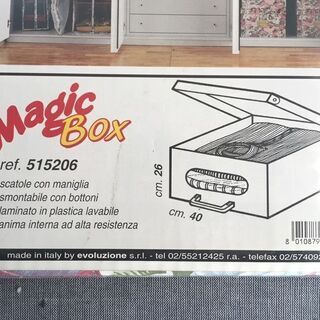 Magic
Box
ref. 515206
scatole con maniglia
smontabile con bottoni
laminato in plastica lavabile
anima interna ad alta resistenza
cm. 26
cm. 40
8 010879
made in italy by evoluzione s.r.l. - tel 02/55212425 r.a. - telefax 02/574092